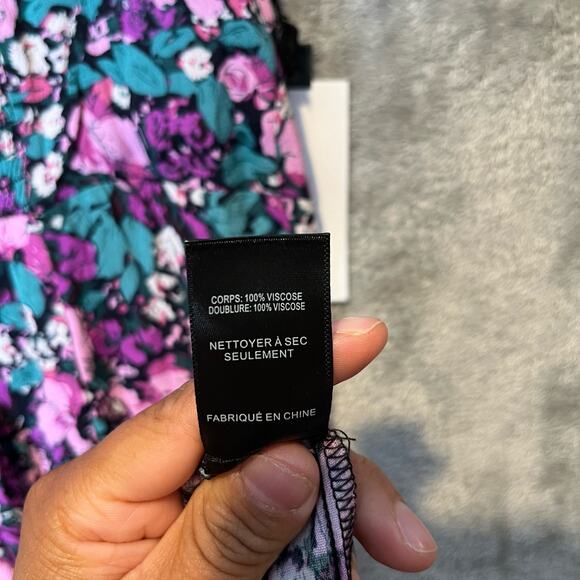 CORPS: 100% VISCOSE
DOUBLURE: 100% VISCOSE
NETTOYER À SEC
SEULEMENT
FABRIQUÉ EN CHINE